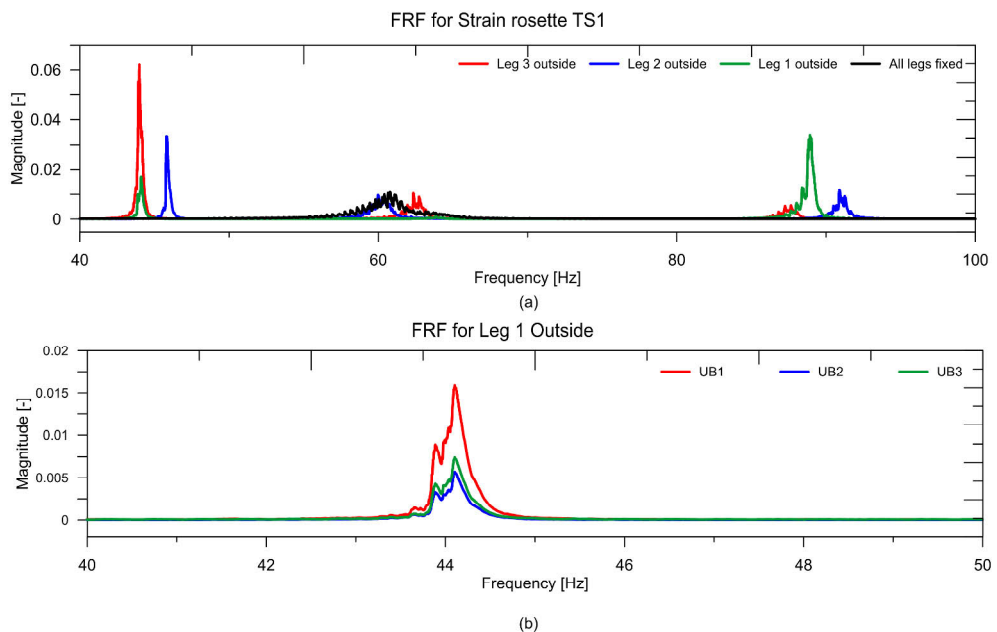 FRF for Strain rosette TS1
Leg 3 outside
Leg 2 outside
Leg 1 outside
All legs fixed
Magnitude [-]
0.06
0.04
0.02
0
40
60
80
100
Frequency [Hz]
(a)
FRF for Leg 1 Outside
UB1
UB2
UB3
Magnitude [-]
0.02
0.015
0.01
0.005
0
40
42
44
46
48
50
Frequency [Hz]
(b)